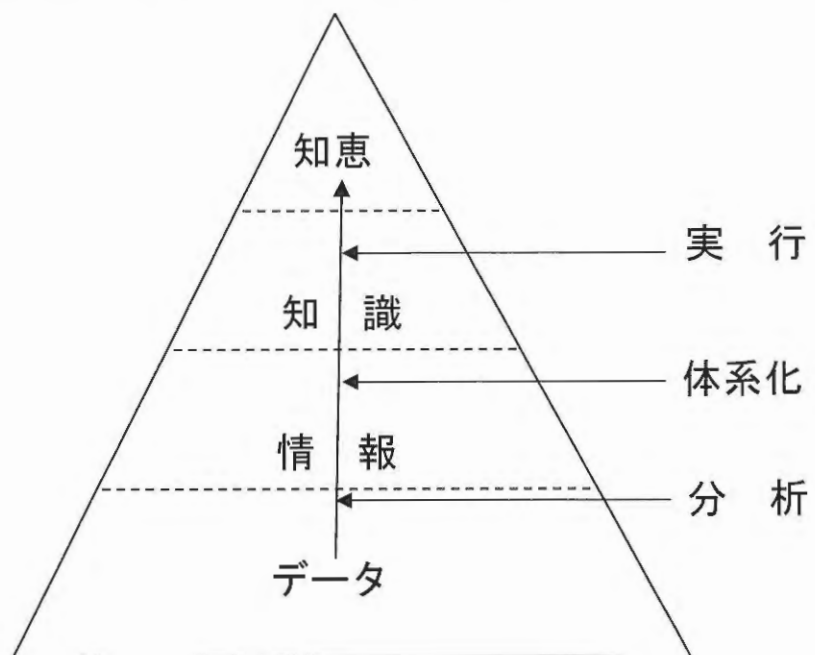 知恵
実 行
知 識
体系化
情 報
分 析
データ